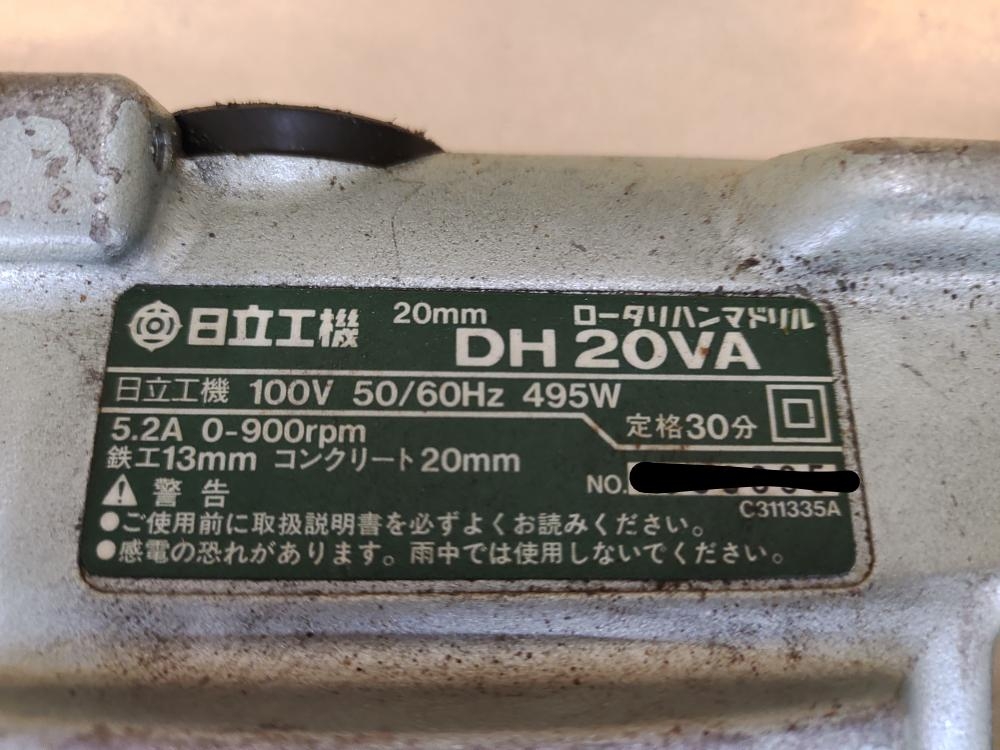 日立工機 20mm ロータリハンマドリル
DH 20VA
日立工機 100V 50/60Hz 495W
定格30分
5.2A 0-900rpm
鉄工13mm コンクリート20mm
NO.
C311335A
警告
●ご使用前に取扱説明書を必ずよくお読みください。
●感電の恐れがあります。雨中では使用しないでください。